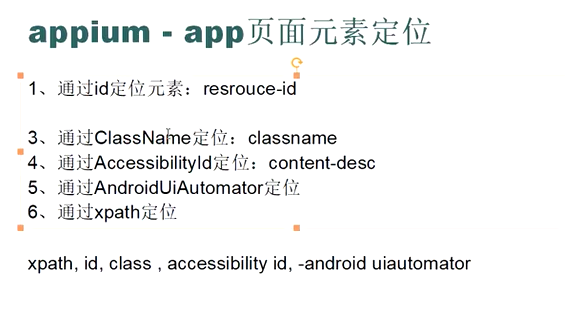 appium - app页面元素定位
1、通过id定位元素：resrouce-id
3、通过ClassName定位：classname
4、通过AccessibilityId定位：content-desc
5、通过AndroidUiAutomator定位
6、通过xpath定位
xpath, id, class , accessibility id, -android uiautomator